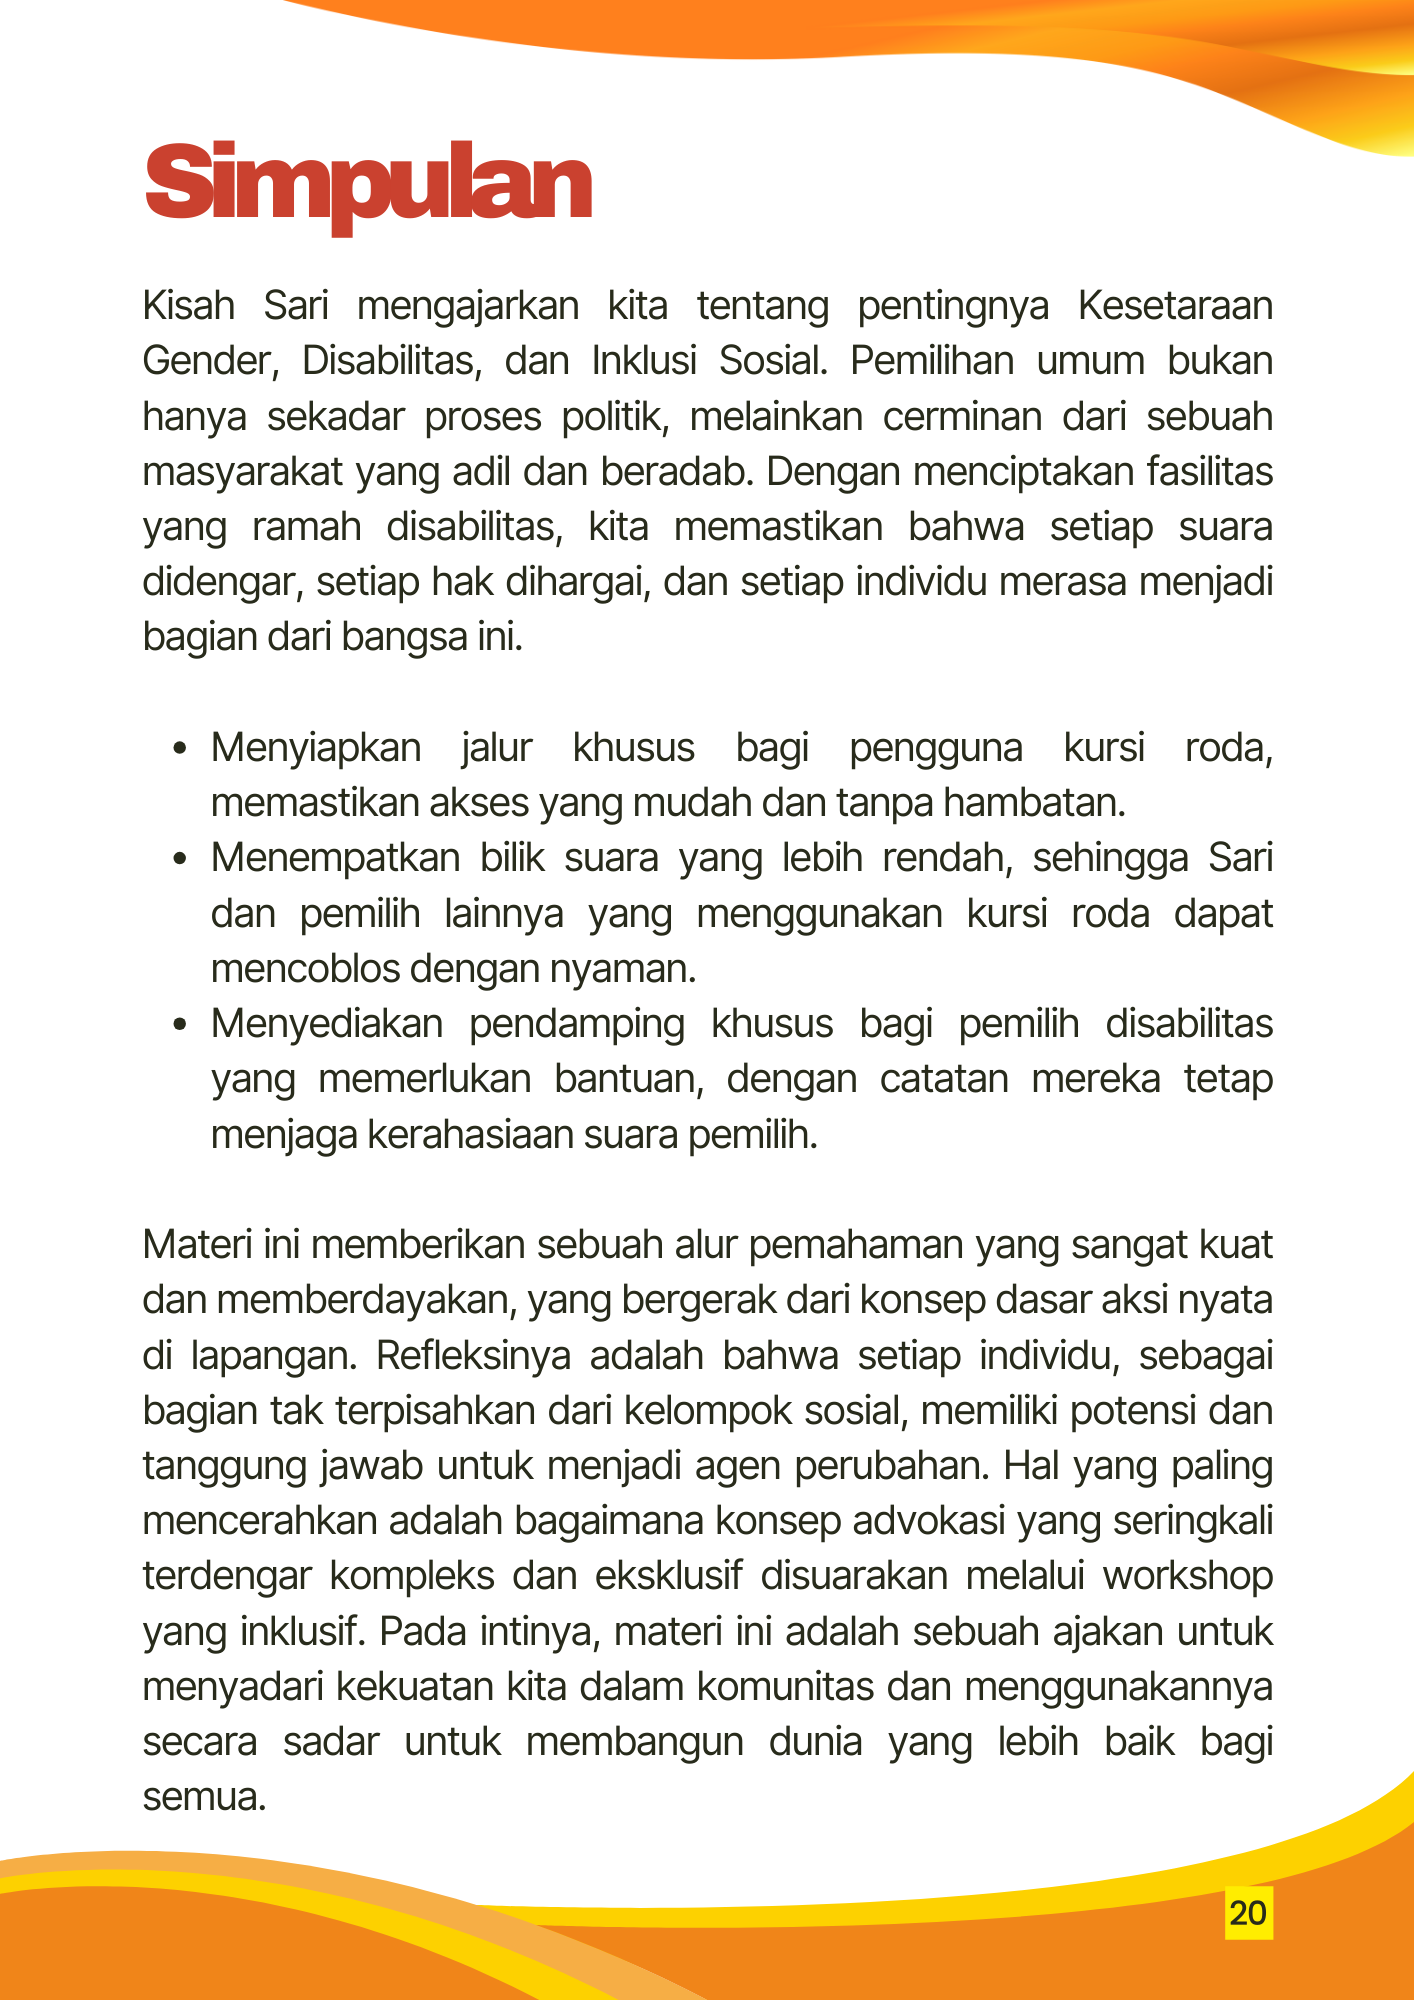 Simpulan
Kisah Sari mengajarkan kita tentang pentingnya Kesetaraan
Gender, Disabilitas, dan Inklusi Sosial. Pemilihan umum bukan
hanya sekadar proses politik, melainkan cerminan dari sebuah
masyarakat yang adil dan beradab. Dengan menciptakan fasilitas
yang ramah disabilitas, kita memastikan bahwa setiap suara
didengar, setiap hak dihargai, dan setiap individu merasa menjadi
bagian dari bangsa ini.
• Menyiapkan jalur khusus bagi pengguna kursi roda,
memastikan akses yang mudah dan tanpa hambatan.
• Menempatkan bilik suara yang lebih rendah, sehingga Sari
dan pemilih lainnya yang menggunakan kursi roda dapat
mencoblos dengan nyaman.
• Menyediakan pendamping khusus bagi pemilih disabilitas
yang memerlukan bantuan, dengan catatan mereka tetap
menjaga kerahasiaan suara pemilih.
Materi ini memberikan sebuah alur pemahaman yang sangat kuat
dan memberdayakan, yang bergerak dari konsep dasar aksi nyata
di lapangan. Refleksinya adalah bahwa setiap individu, sebagai
bagian tak terpisahkan dari kelompok sosial, memiliki potensi dan
tanggung jawab untuk menjadi agen perubahan. Hal yang paling
mencerahkan adalah bagaimana konsep advokasi yang seringkali
terdengar kompleks dan eksklusif disuarakan melalui workshop
yang inklusif. Pada intinya, materi ini adalah sebuah ajakan untuk
menyadari kekuatan kita dalam komunitas dan menggunakannya
secara sadar untuk membangun dunia yang lebih baik bagi
semua.
20